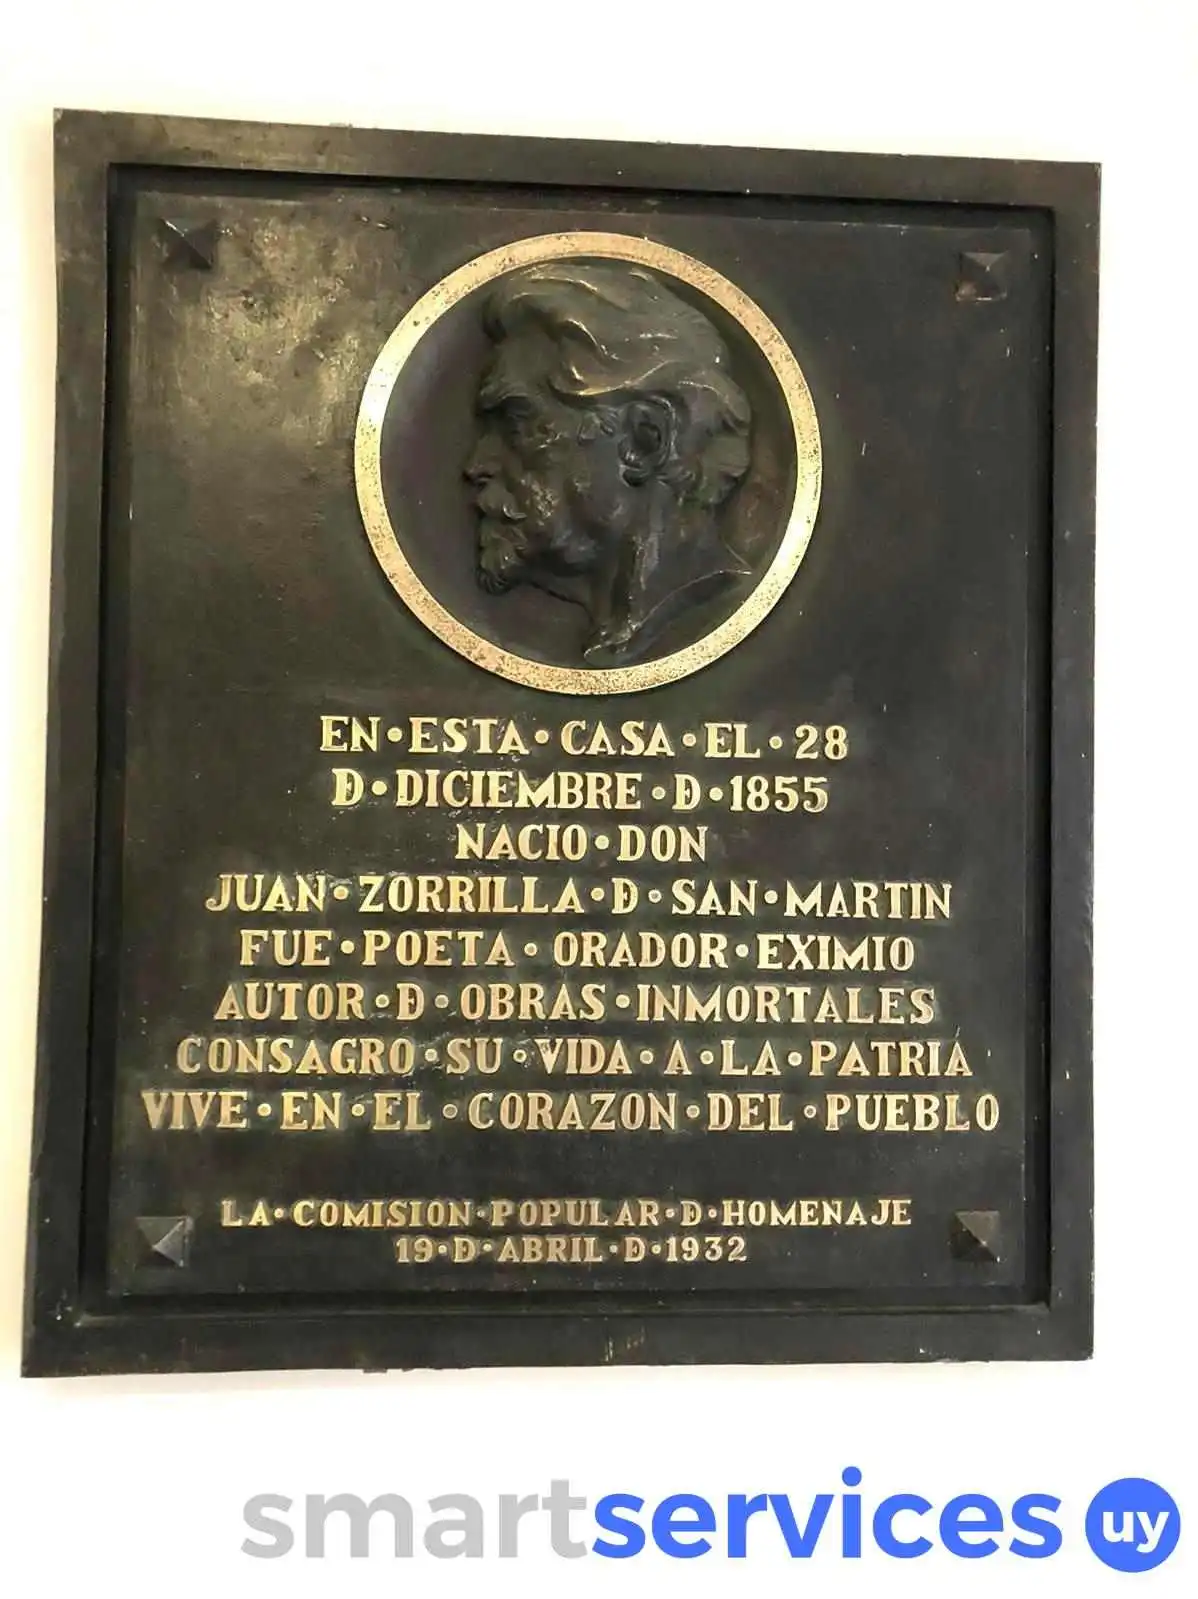 EN·ESTA·CASA·EL·28
D·DICIEMBRE·D·1855
NACIO·DON
JUAN·ZORRILLA·D·SAN·MARTIN
FUE·POETA·ORADOR·EXIMIO
AUTOR·D·OBRAS·INMORTALES
CONSAGRO·SU·VIDA·A·LA·PATRIA
VIVE·EN·EL·CORAZON·DEL·PUEBLO
LA·COMISION·POPULAR·D·HOMENAJE
19·D·ABRIL·D·1932
smartservices uy